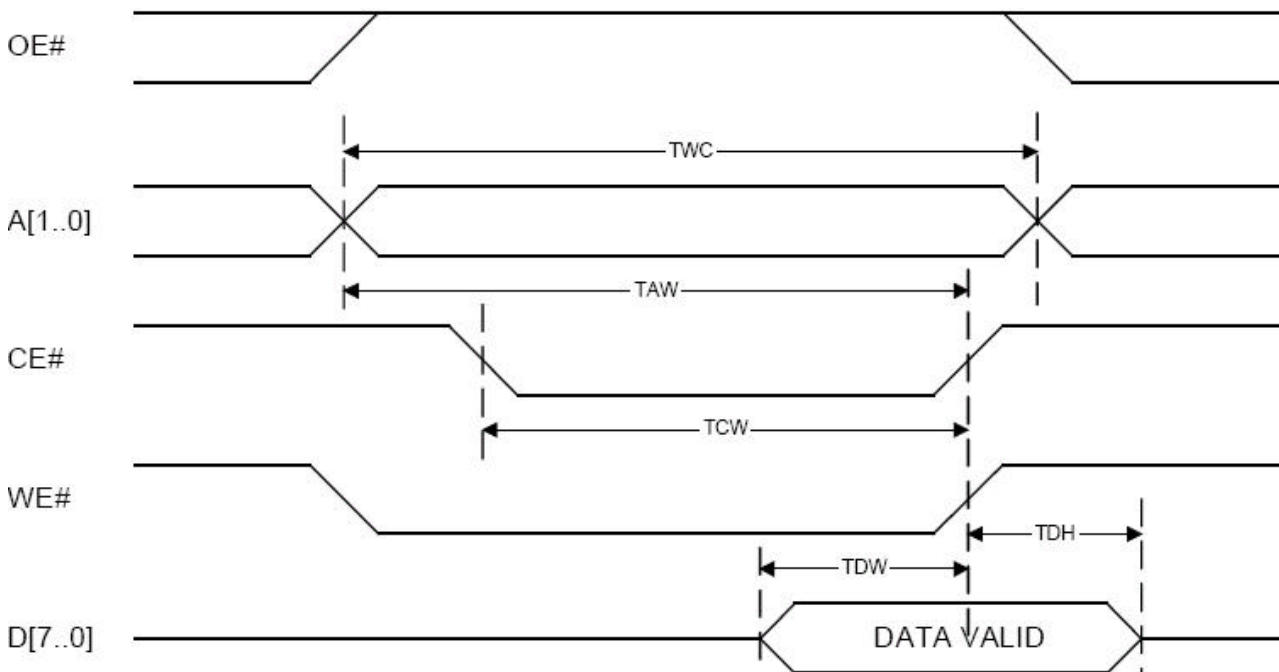 OE#
TWC
A[1..0]
TAW
CE#
TCW
WE#
TDH
TDW
D[7..0]
DATA VALID